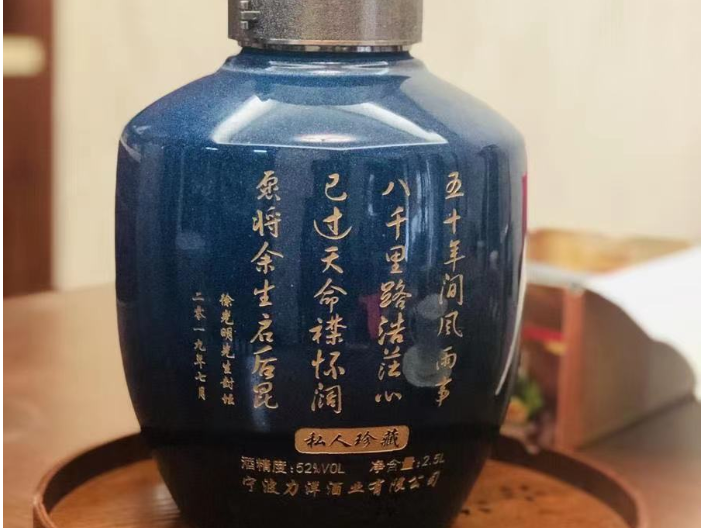 五十年间风雨事
八千里路浩茫心
已过天命襟怀阔
愿将余生启后昆
徐光明先生封坛
二零一九年七月
私人珍藏
酒精度:52%VOL 净含量:2.5L
宁波力洋酒业有限公司